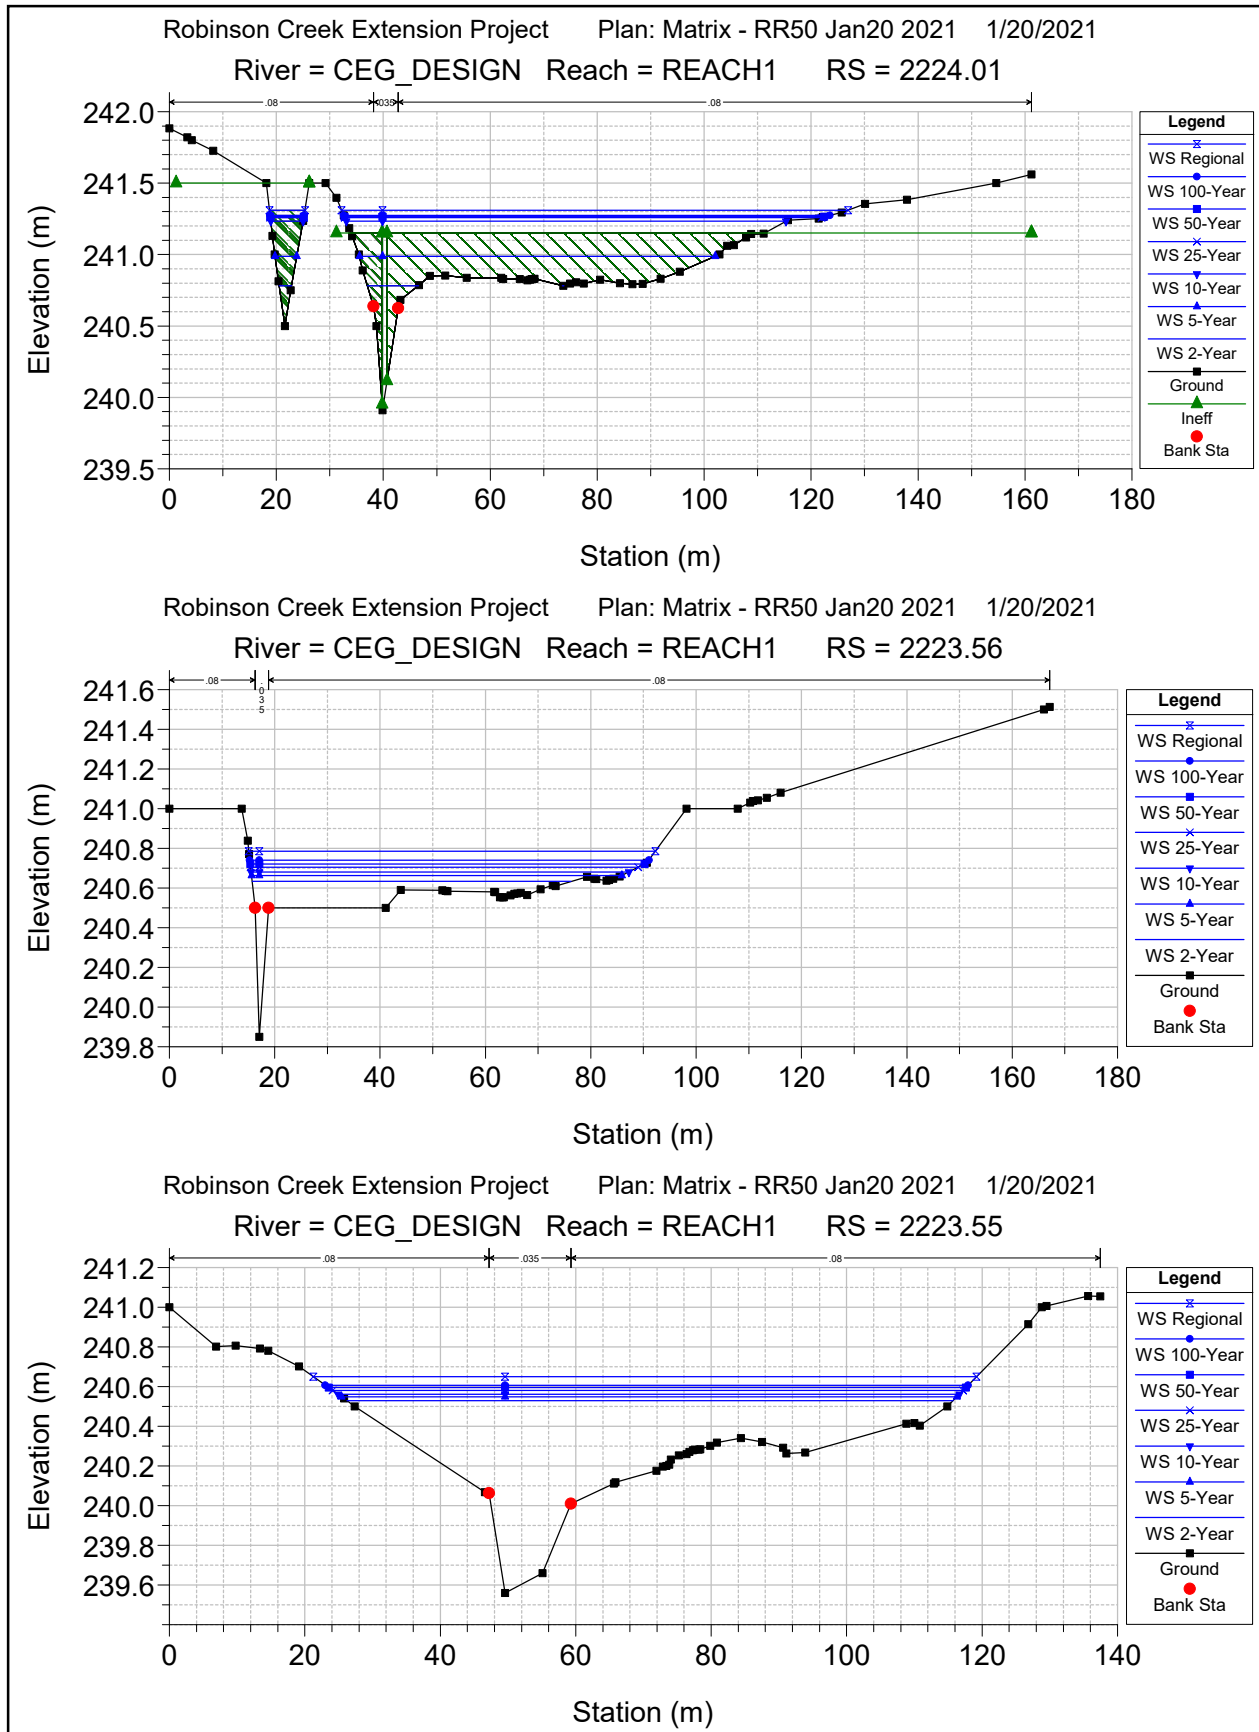 Robinson Creek Extension Project Plan: Matrix - RR50 Jan20 2021 1/20/2021
River = CEG_DESIGN Reach = REACH1 RS = 2224.01
.08 .035 .08
Elevation (m)
242.0
241.5
241.0
240.5
240.0
239.5
0 20 40 60 80 100 120 140 160 180
Station (m)
Legend
WS Regional
WS 100-Year
WS 50-Year
WS 25-Year
WS 10-Year
WS 5-Year
WS 2-Year
Ground
Ineff
Bank Sta
Robinson Creek Extension Project Plan: Matrix - RR50 Jan20 2021 1/20/2021
River = CEG_DESIGN Reach = REACH1 RS = 2223.56
.08 .035 .08
Elevation (m)
241.6
241.4
241.2
241.0
240.8
240.6
240.4
240.2
240.0
239.8
0 20 40 60 80 100 120 140 160 180
Station (m)
Legend
WS Regional
WS 100-Year
WS 50-Year
WS 25-Year
WS 10-Year
WS 5-Year
WS 2-Year
Ground
Bank Sta
Robinson Creek Extension Project Plan: Matrix - RR50 Jan20 2021 1/20/2021
River = CEG_DESIGN Reach = REACH1 RS = 2223.55
.08 .035 .08
Elevation (m)
241.2
241.0
240.8
240.6
240.4
240.2
240.0
239.8
239.6
0 20 40 60 80 100 120 140
Station (m)
Legend
WS Regional
WS 100-Year
WS 50-Year
WS 25-Year
WS 10-Year
WS 5-Year
WS 2-Year
Ground
Bank Sta